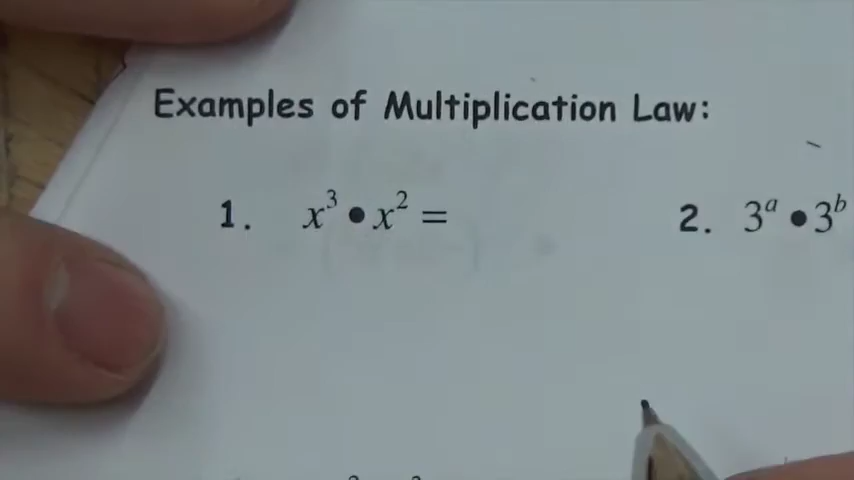 Examples of Multiplication Law:
1. x³ • x² =
2. 3ᵃ • 3ᵇ